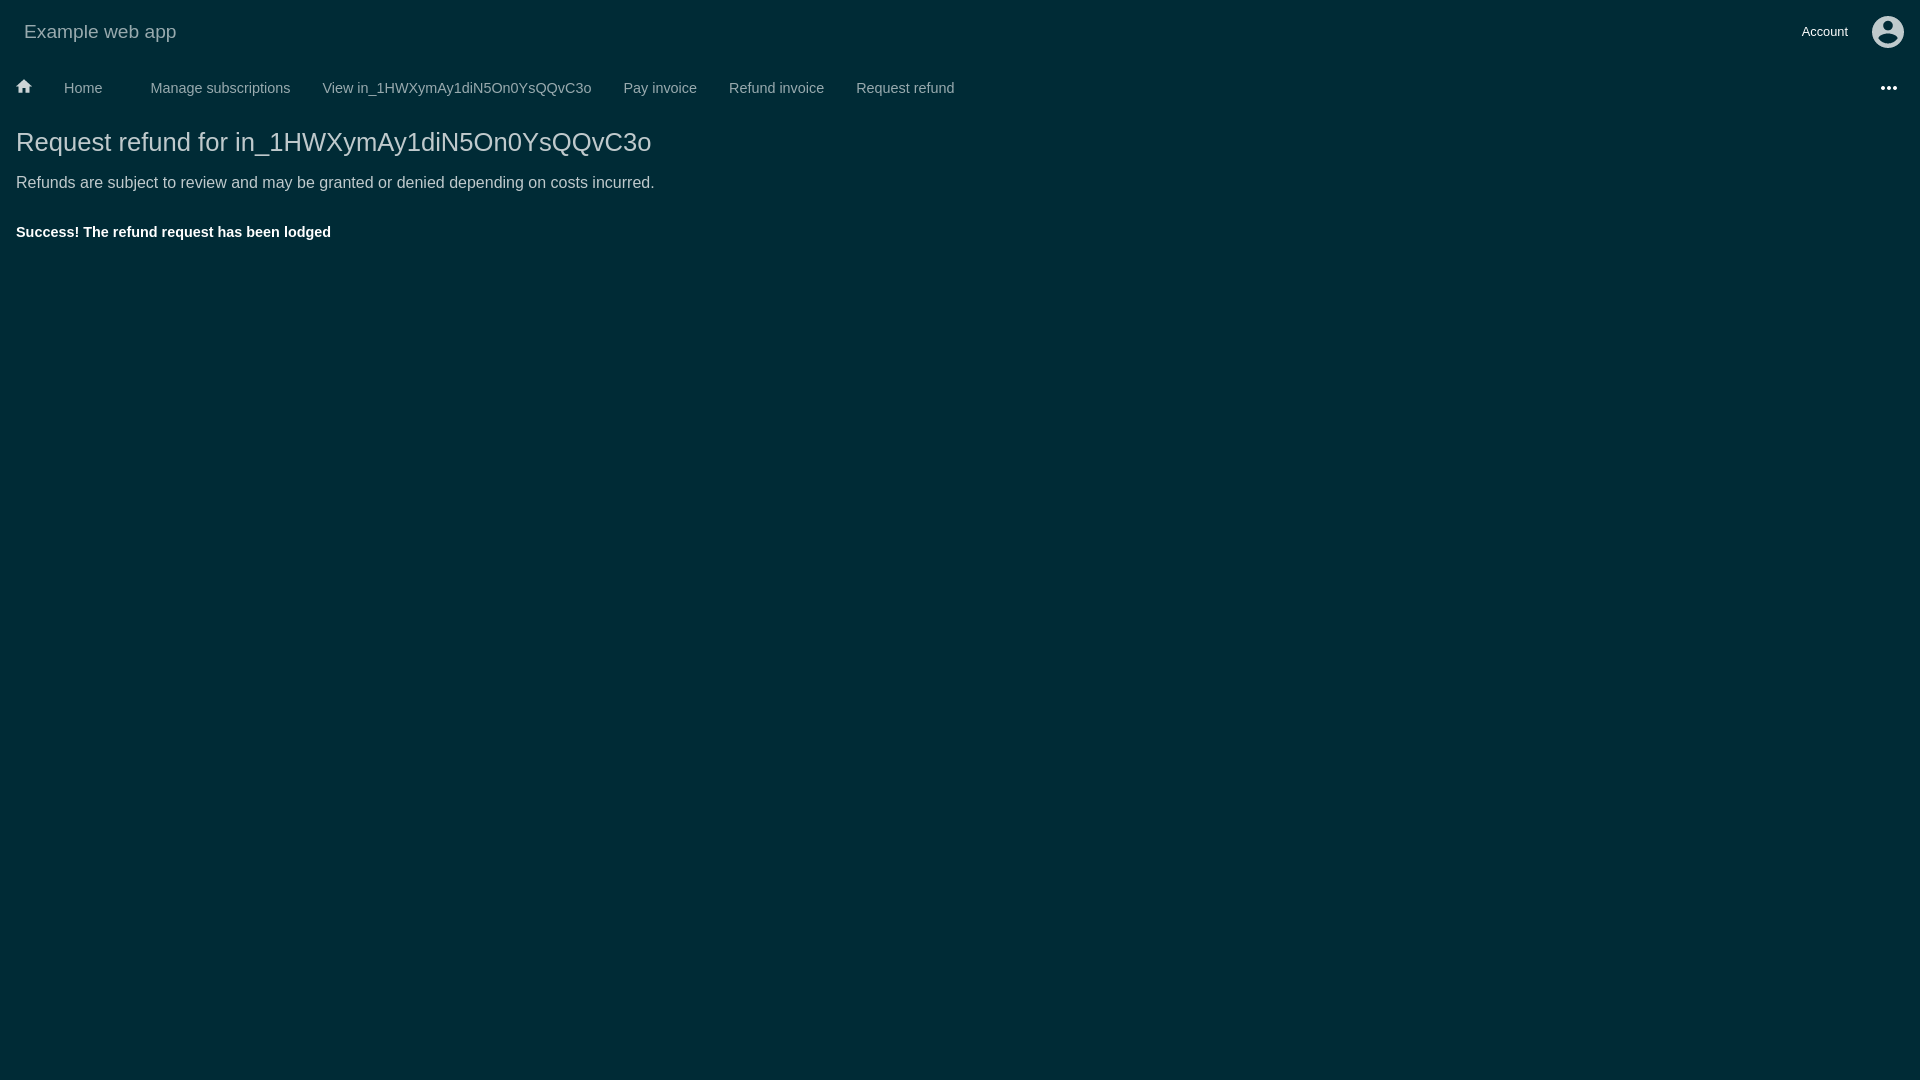 Example web app
Account
Home
Manage subscriptions
View in_1HWXymAy1diN5On0YsQQvC3o
Pay invoice
Refund invoice
Request refund
Request refund for in_1HWXymAy1diN5On0YsQQvC3o
Refunds are subject to review and may be granted or denied depending on costs incurred.
Success! The refund request has been lodged